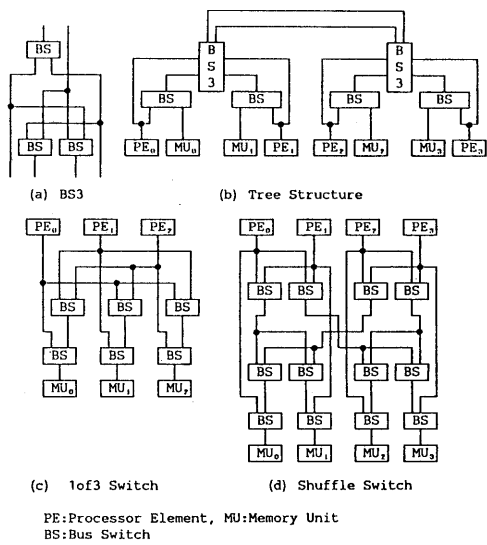 BS
BS BS
(a) BS3
B
S
3
B
S
3
BS BS BS BS
PE₀ MU₀ MU₁ PE₁ PE₂ MU₂ MU₃ PE₃
(b) Tree Structure
PE₀ PE₁ PE₂
BS BS BS
BS BS BS
MU₀ MU₁ MU₂
(c) 1of3 Switch
PE₀ PE₁ PE₂ PE₃
BS BS BS BS
BS BS BS BS
BS BS BS BS
MU₀ MU₁ MU₂ MU₃
(d) Shuffle Switch
PE:Processor Element, MU:Memory Unit
BS:Bus Switch